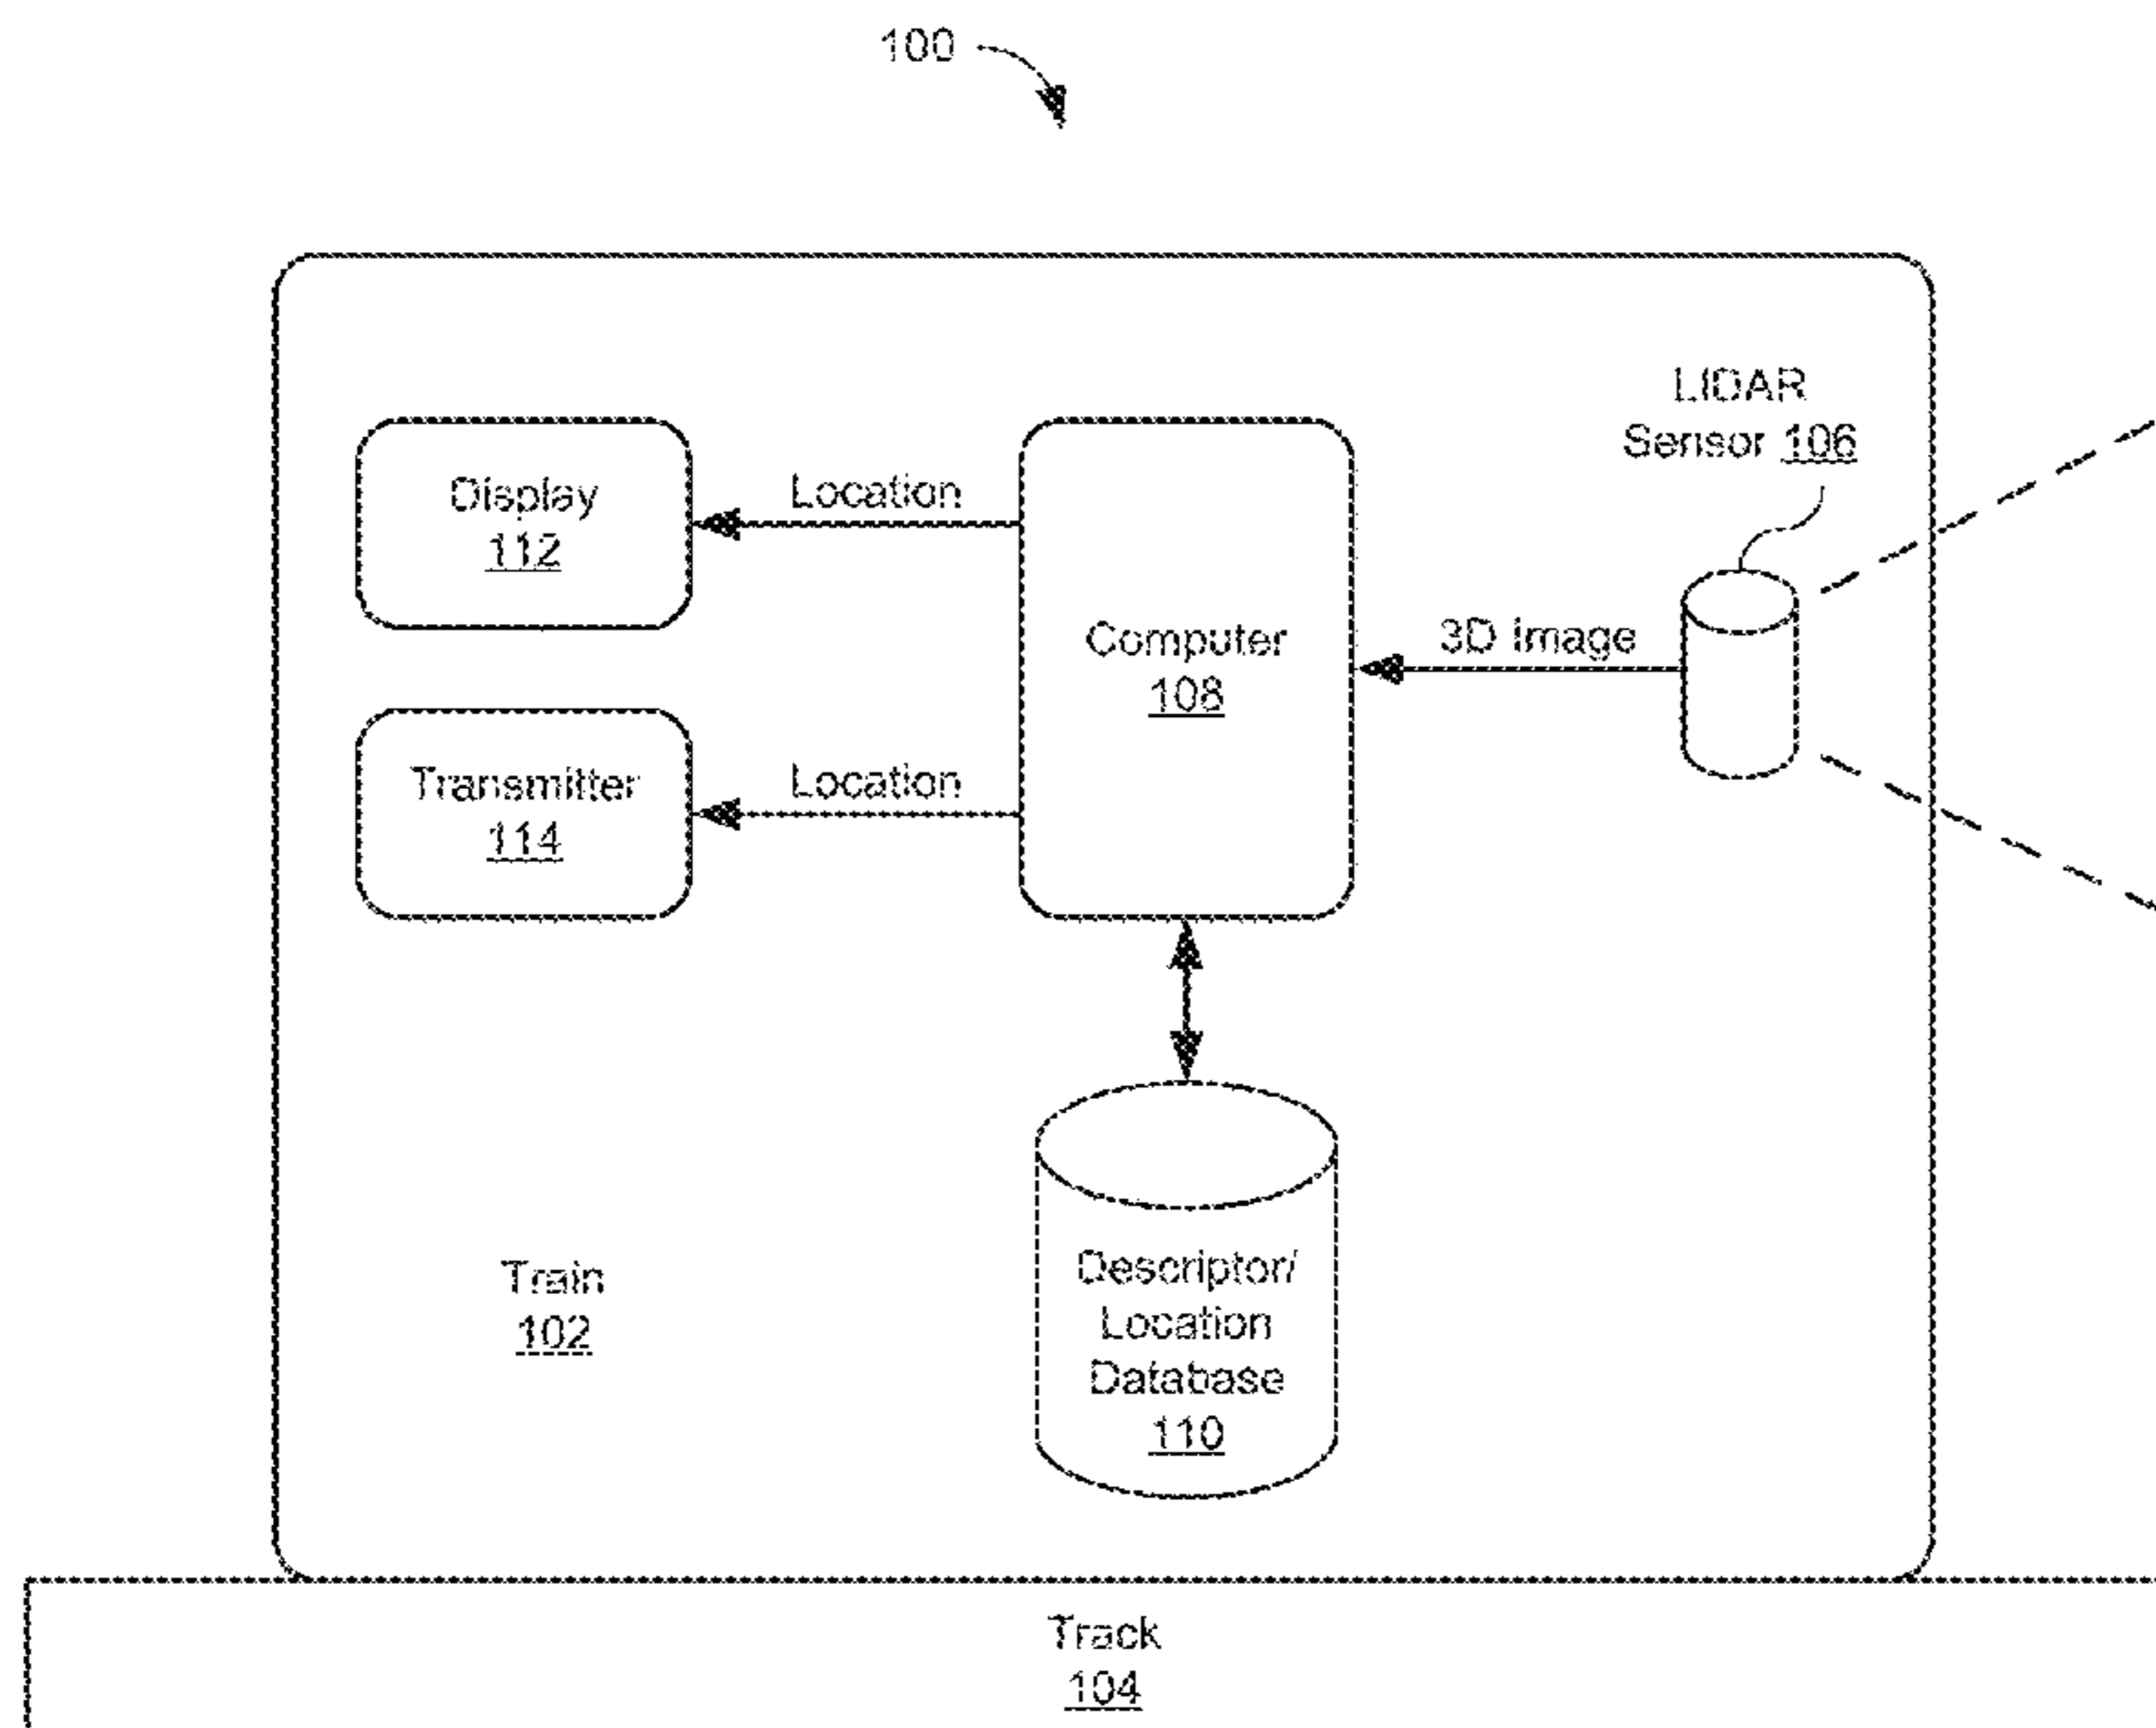 100
LIDAR
Sensor 106
Display
112
Location
Computer
108
3D Image
Transmitter
114
Location
Descriptor/
Location
Database
110
Train
102
Track
104